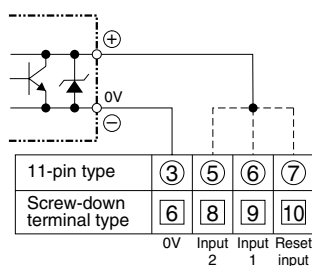 ⊕
0V
⊖
11-pin type ③ ⑤ ⑥ ⑦
Screw-down
terminal type 6 8 9 10
0V Input Input Reset
2 1 input